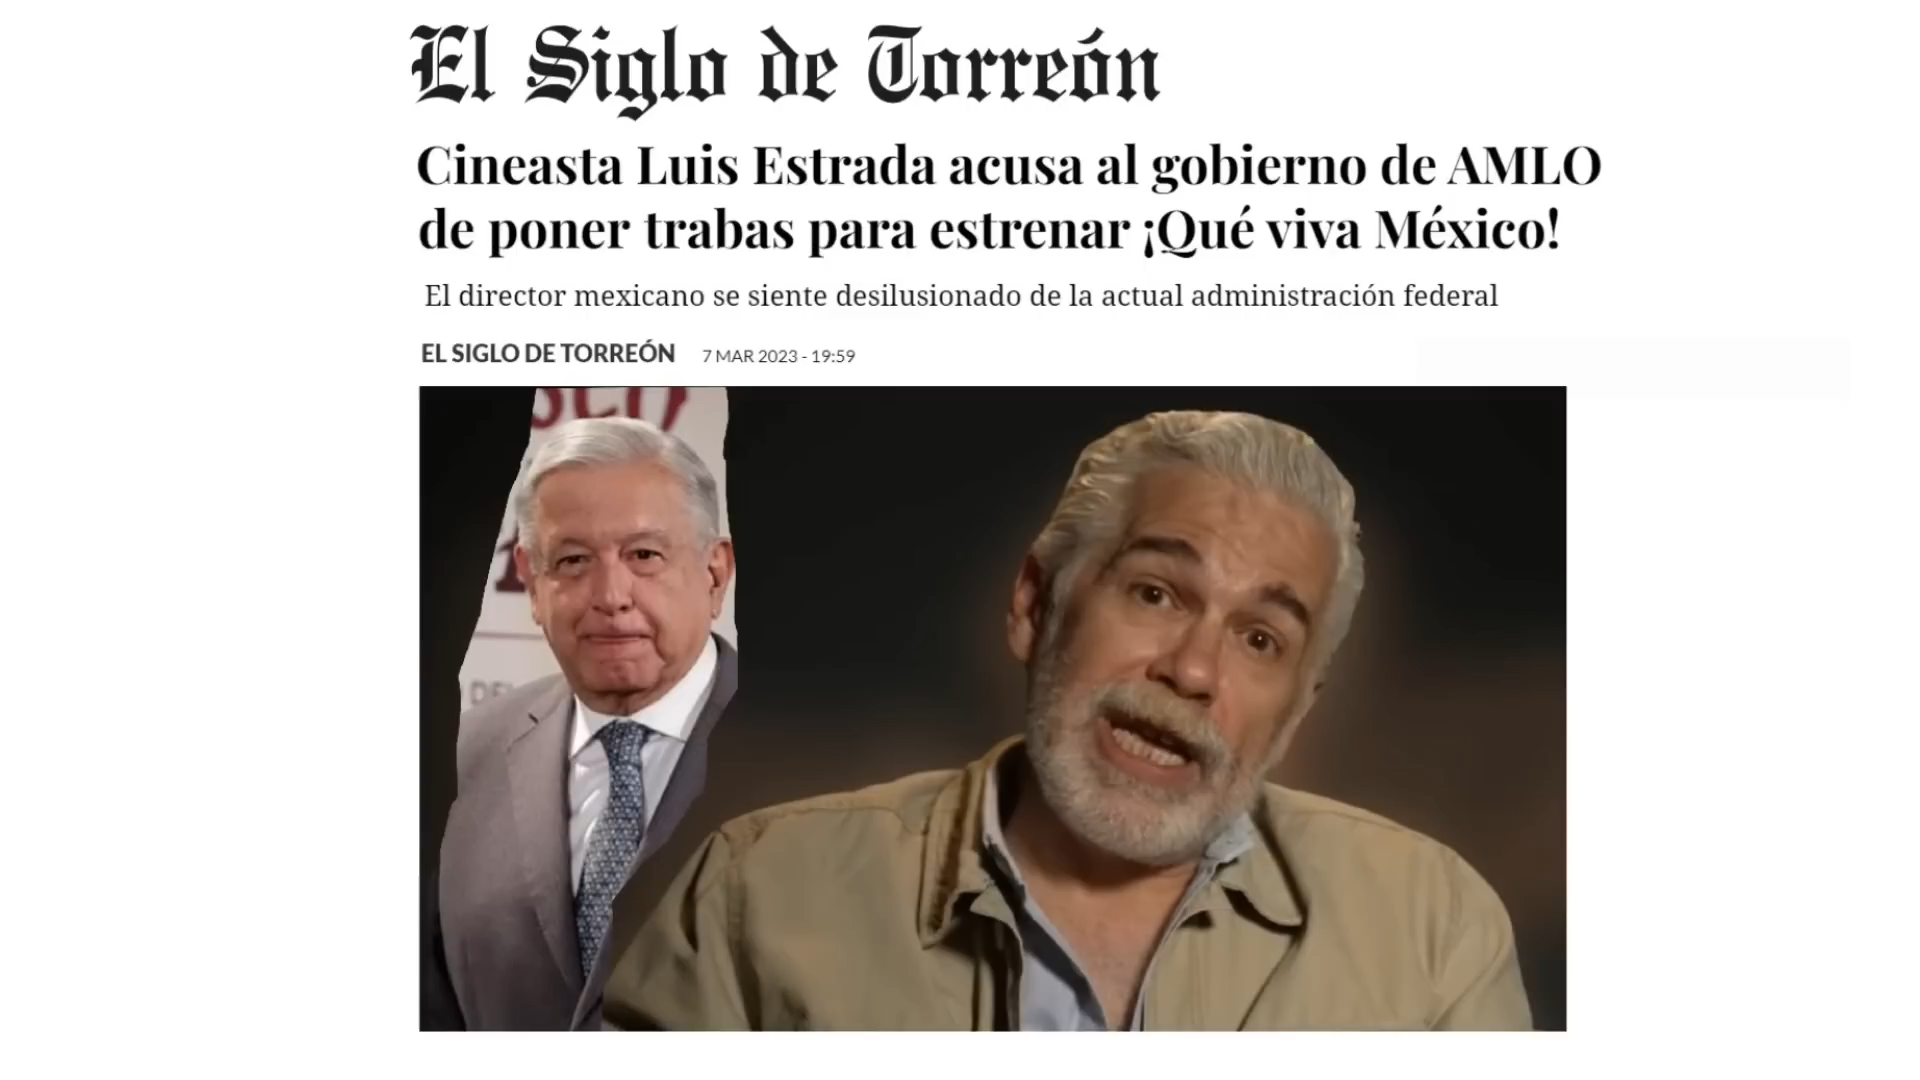 El Siglo de Torreón
Cineasta Luis Estrada acusa al gobierno de AMLO
de poner trabas para estrenar ¡Qué viva México!
El director mexicano se siente desilusionado de la actual administración federal
EL SIGLO DE TORREÓN 7 MAR 2023 - 19:59